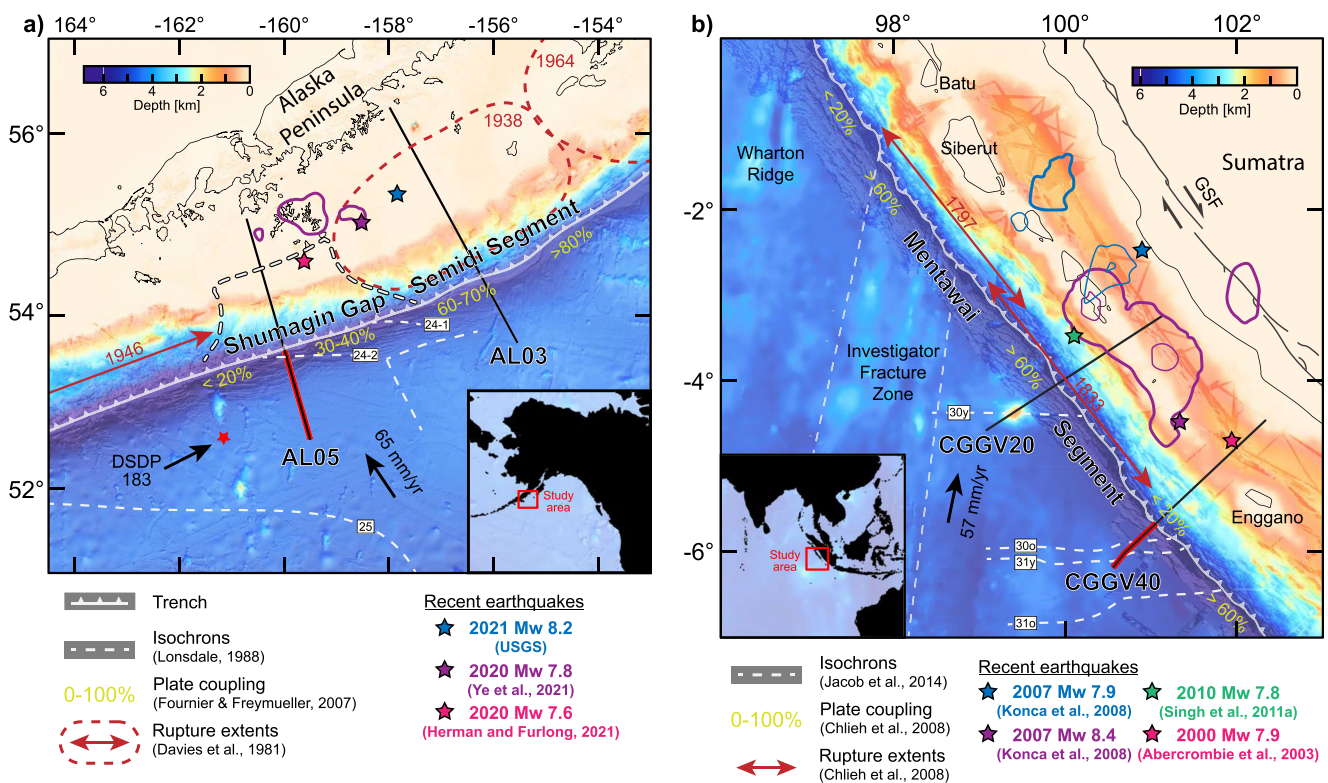 a)
164 -162 -160 -158 -156 -154
56°
54°
52°
6 4 2 0
Depth [km]
Alaska
Peninsula
1964
1938
Semidi Segment
Shumagin Gap
>80%
60-70%
30-40%
< 20%
24-1
24-2
1946
AL03
AL05
DSDP
183
65 mm/yr
25
Study
area
Trench
Isochrons
(Lonsdale, 1988)
0-100%
Plate coupling
(Fournier & Freymueller, 2007)
Rupture extents
(Davies et al., 1981)
Recent earthquakes
2021 Mw 8.2
(USGS)
2020 Mw 7.8
(Ye et al., 2021)
2020 Mw 7.6
(Herman and Furlong, 2021)
b)
98° 100° 102°
-2°
-4°
-6°
6 4 2 0
Depth [km]
Batu
Siberut
Sumatra
GSF
Wharton
Ridge
< 20%
> 60%
1797
Mentawai
Segment
Investigator
Fracture
Zone
> 60%
1833
30y
CGGV20
57 mm/yr
< 20%
Enggano
30o
31y
CGGV40
31o
> 60%
Study
area
Isochrons
(Jacob et al., 2014)
0-100%
Plate coupling
(Chlieh et al., 2008)
Rupture extents
(Chlieh et al., 2008)
Recent earthquakes
2007 Mw 7.9
(Konca et al., 2008)
2007 Mw 8.4
(Konca et al., 2008)
2010 Mw 7.8
(Singh et al., 2011a)
2000 Mw 7.9
(Abercrombie et al., 2003)